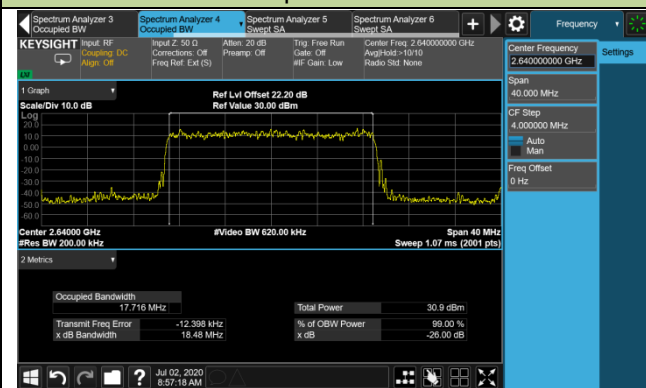 Spectrum Analyzer 3
Occupied BW
Spectrum Analyzer 4
Occupied BW
Spectrum Analyzer 5
Swept SA
Spectrum Analyzer 6
Swept SA
+
Frequency
KEYSIGHT
Input: RF
Coupling: DC
Align: Off
Input Z: 50 Ω
Corrections: Off
Freq Ref: Ext (S)
Atten: 20 dB
Preamp: Off
Trig: Free Run
Gate: Off
#IF Gain: Low
Center Freq: 2.640000000 GHz
Avg|Hold:>10/10
Radio Std: None
LXI
Center Frequency
2.640000000 GHz
Settings
Span
40.000 MHz
CF Step
4.000000 MHz
Auto
Man
Freq Offset
0 Hz
1 Graph
Scale/Div 10.0 dB
Ref Lvl Offset 22.20 dB
Ref Value 30.00 dBm
Log
20.0
10.0
0.00
-10.0
-20.0
-30.0
-40.0
-50.0
-60.0
Center 2.64000 GHz
#Res BW 200.00 kHz
#Video BW 620.00 kHz
Span 40 MHz
Sweep 1.07 ms (2001 pts)
2 Metrics
Occupied Bandwidth
17.716 MHz
Total Power 30.9 dBm
Transmit Freq Error -12.398 kHz
% of OBW Power 99.00 %
x dB Bandwidth 18.48 MHz
x dB -26.00 dB
?
Jul 02, 2020
8:57:18 AM